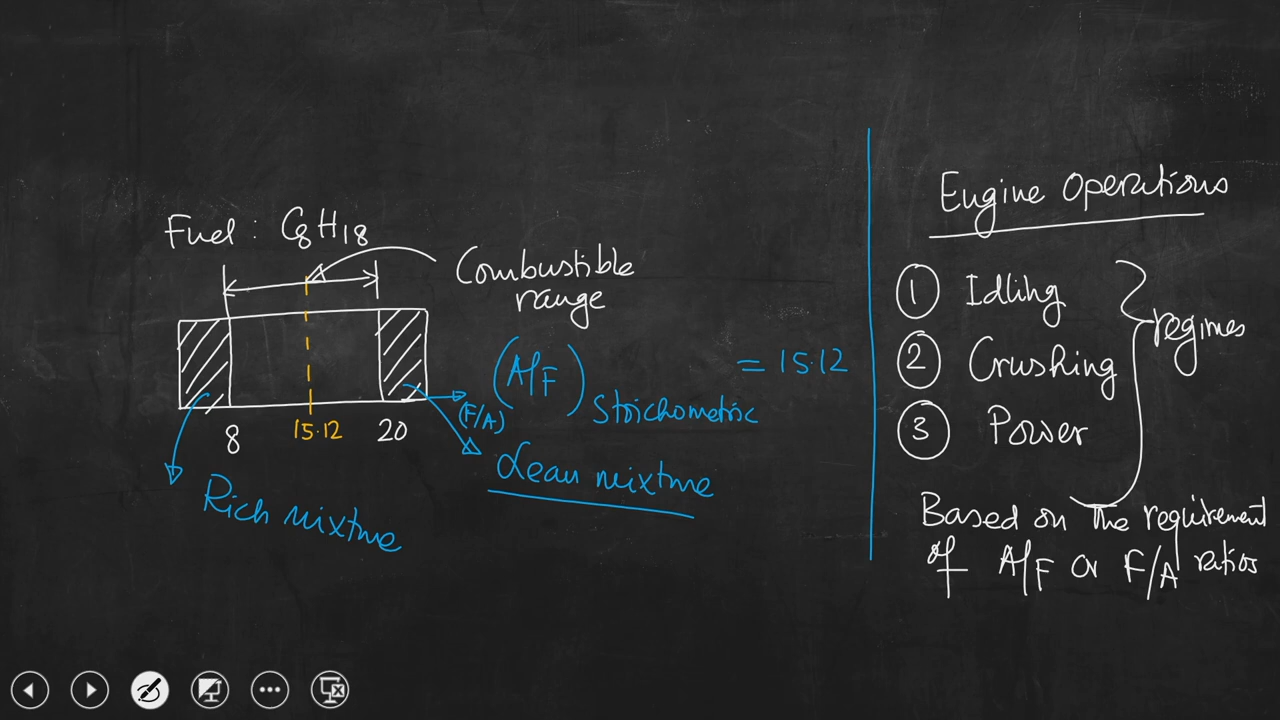 Fuel : C8H18
Combustible
range
(A/F) Stoichometric = 15.12
(F/A)
8
15.12
20
Lean mixture
Rich mixture
Engine Operations
1 Idling
2 Crushing
3 Power
regimes
Based on the requirement
of A/F or F/A ratios